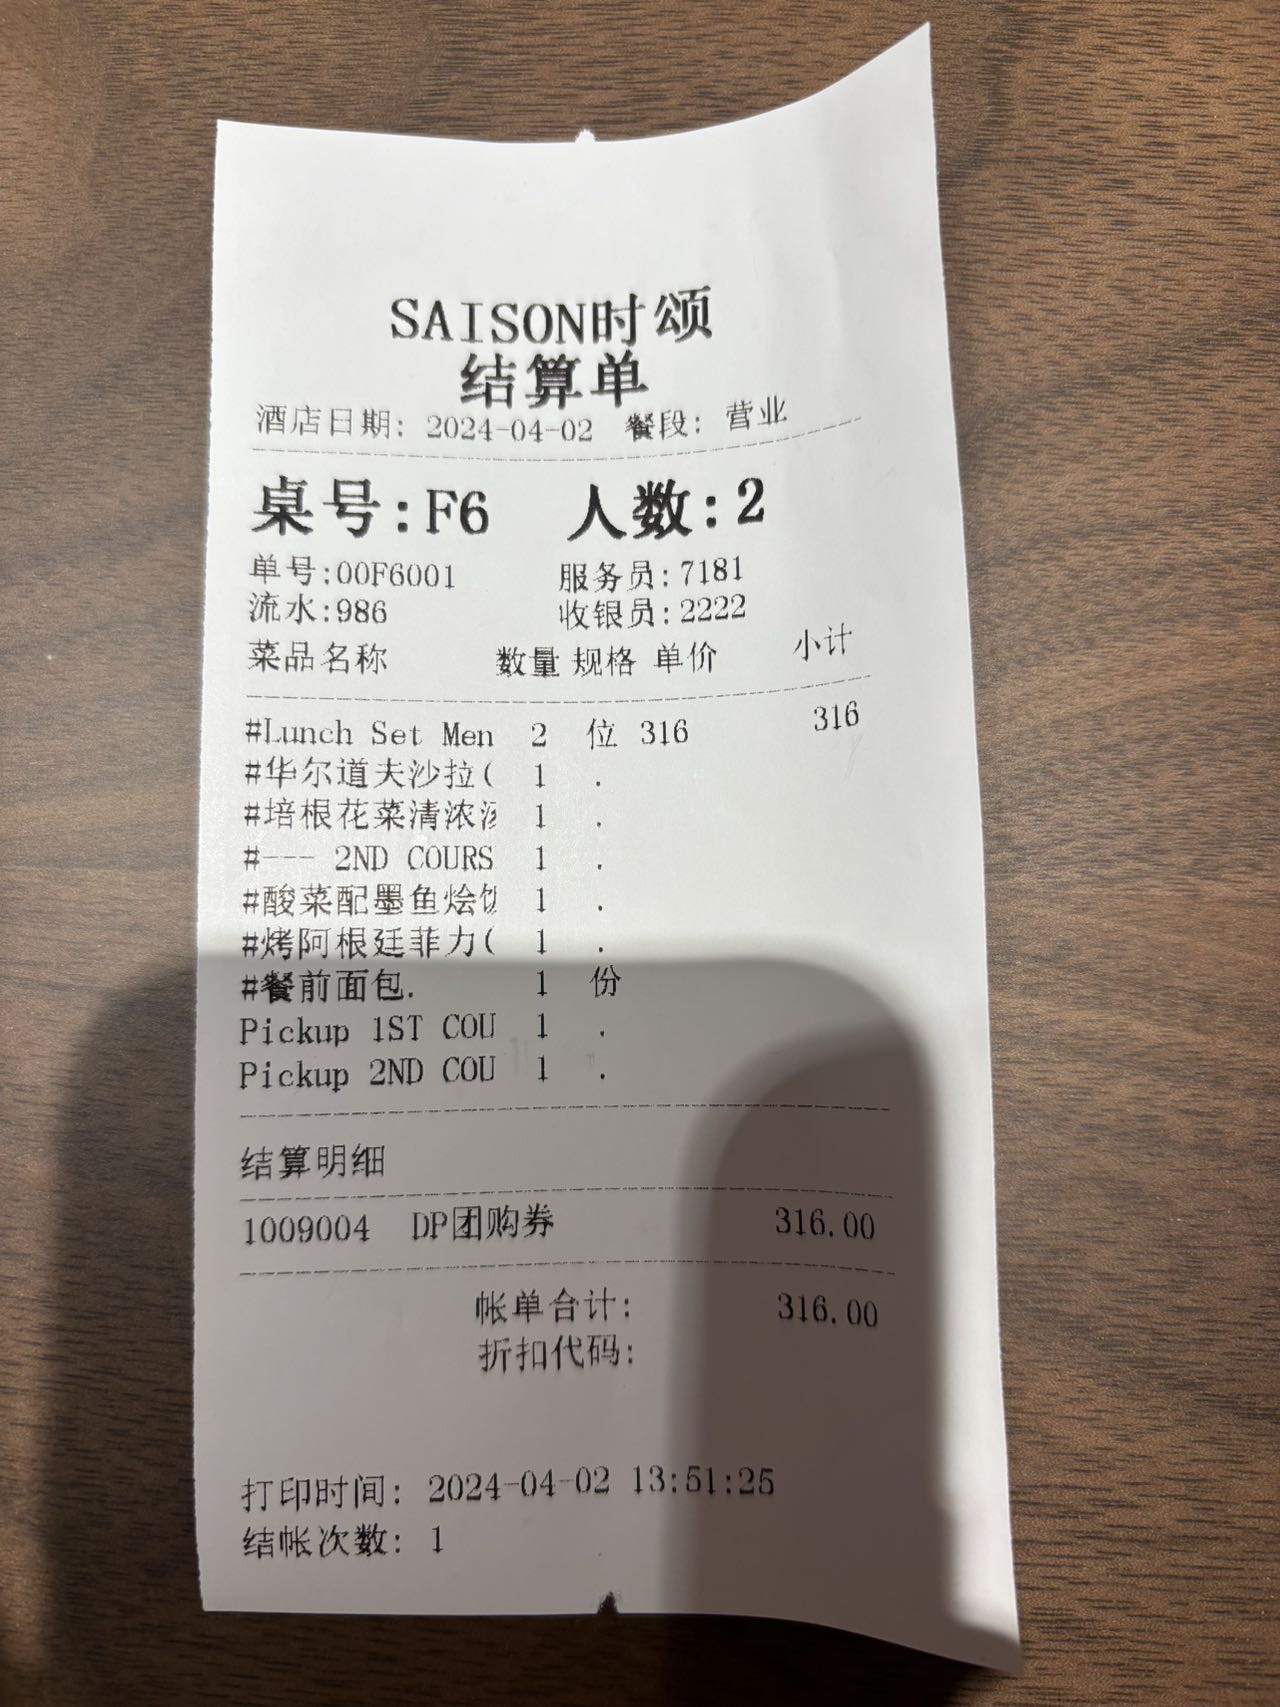 SAISON时颂
结算单
酒店日期: 2024-04-02 餐段: 营业
桌号:F6 人数:2
单号:00F6001 服务员:7181
流水:986 收银员:2222
菜品名称 数量 规格 单价 小计
#Lunch Set Men 2 位 316 316
#华尔道夫沙拉( 1 .
#培根花菜清浓 1 .
#--- 2ND COURS 1 .
#酸菜配墨鱼烩 1 .
#烤阿根廷菲力( 1 .
#餐前面包. 1 份
Pickup 1ST COU 1 .
Pickup 2ND COU 1 .
结算明细
1009004 DP团购券 316.00
帐单合计: 316.00
折扣代码:
打印时间: 2024-04-02 13:51:25
结帐次数: 1